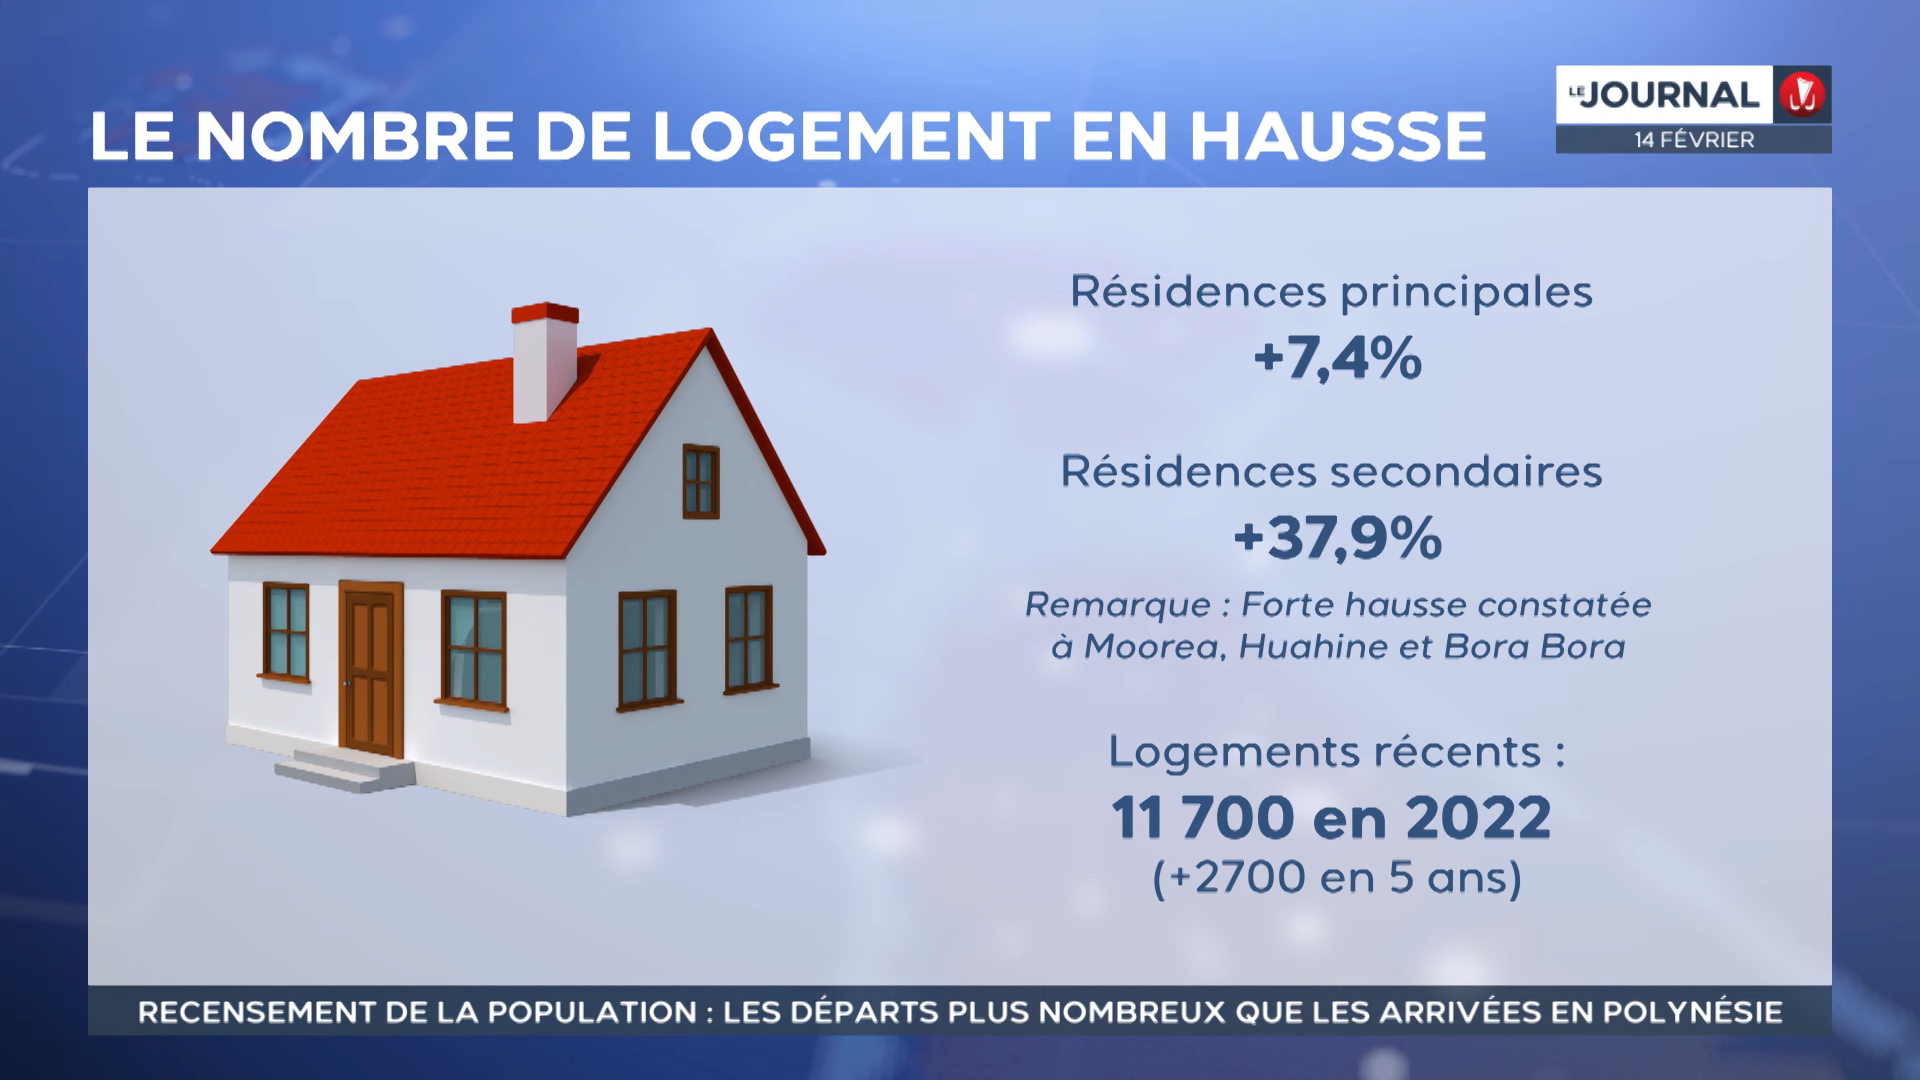 LE NOMBRE DE LOGEMENT EN HAUSSE
LE JOURNAL
14 FÉVRIER
Résidences principales
+7,4%
Résidences secondaires
+37,9%
Remarque : Forte hausse constatée
à Moorea, Huahine et Bora Bora
Logements récents :
11 700 en 2022
(+2700 en 5 ans)
RECENSEMENT DE LA POPULATION : LES DÉPARTS PLUS NOMBREUX QUE LES ARRIVÉES EN POLYNÉSIE